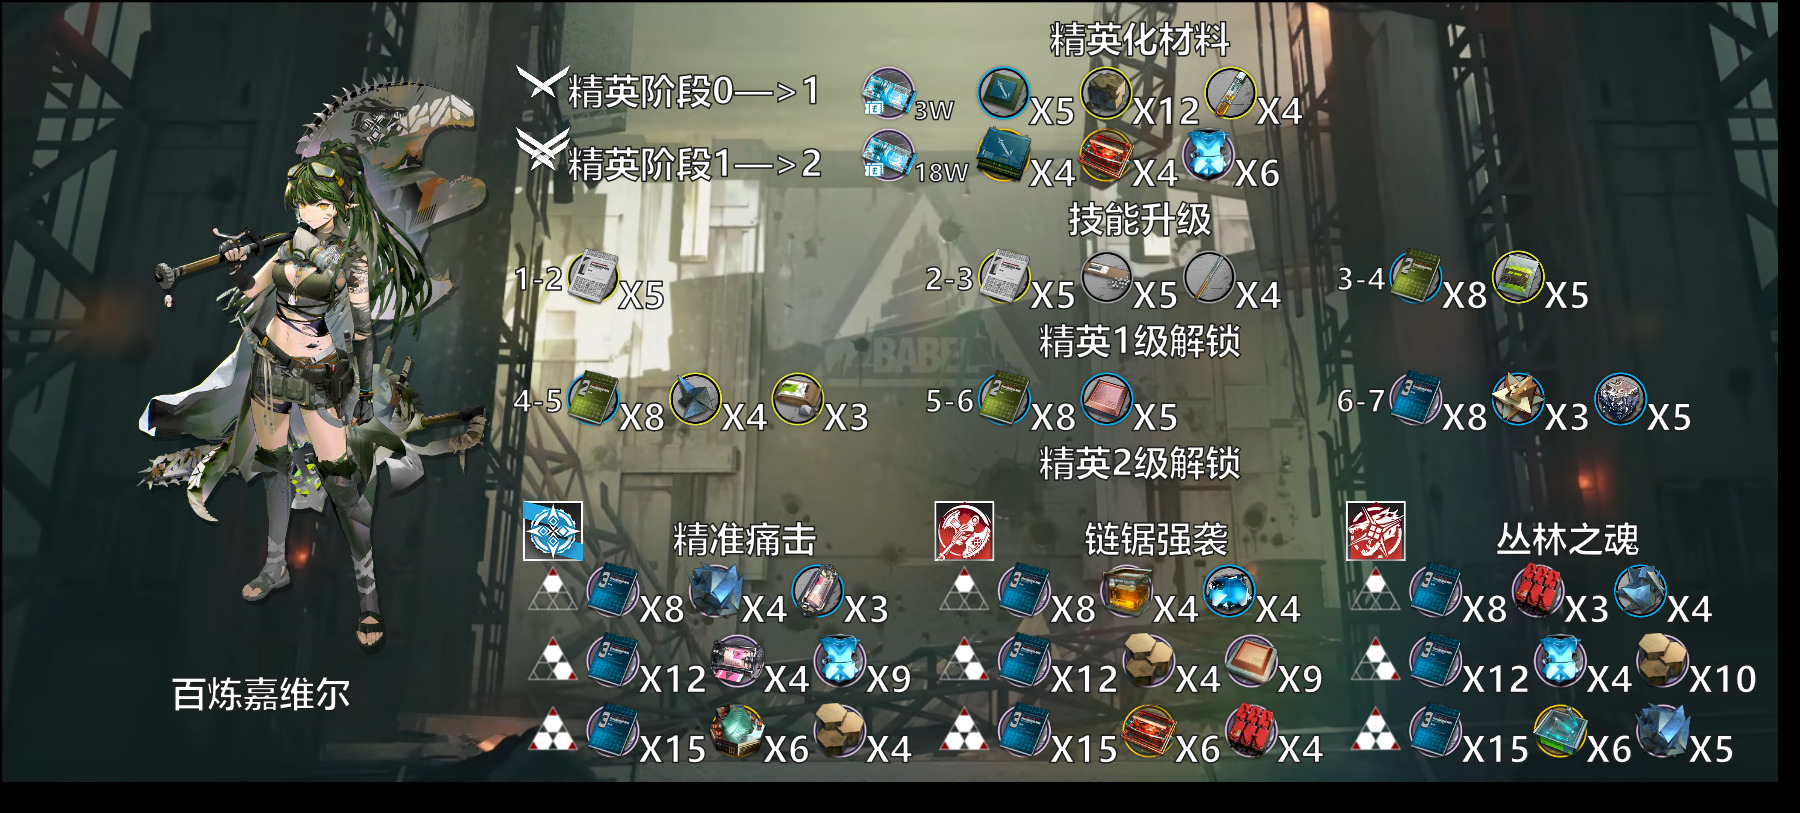 精英化材料
精英阶段0—>1 3W X5 X12 X4
精英阶段1—>2 18W X4 X4 X6
技能升级
1-2 X5 2-3 X5 X5 X4 3-4 X8 X5
精英1级解锁
4-5 X8 X4 X3 5-6 X8 X5 6-7 X8 X3 X5
精英2级解锁
精准痛击 链锯强袭 丛林之魂
X8 X4 X3 X8 X4 X4 X8 X3 X4
X12 X4 X9 X12 X4 X9 X12 X4 X10
X15 X6 X4 X15 X6 X4 X15 X6 X5
百炼嘉维尔
BABEL